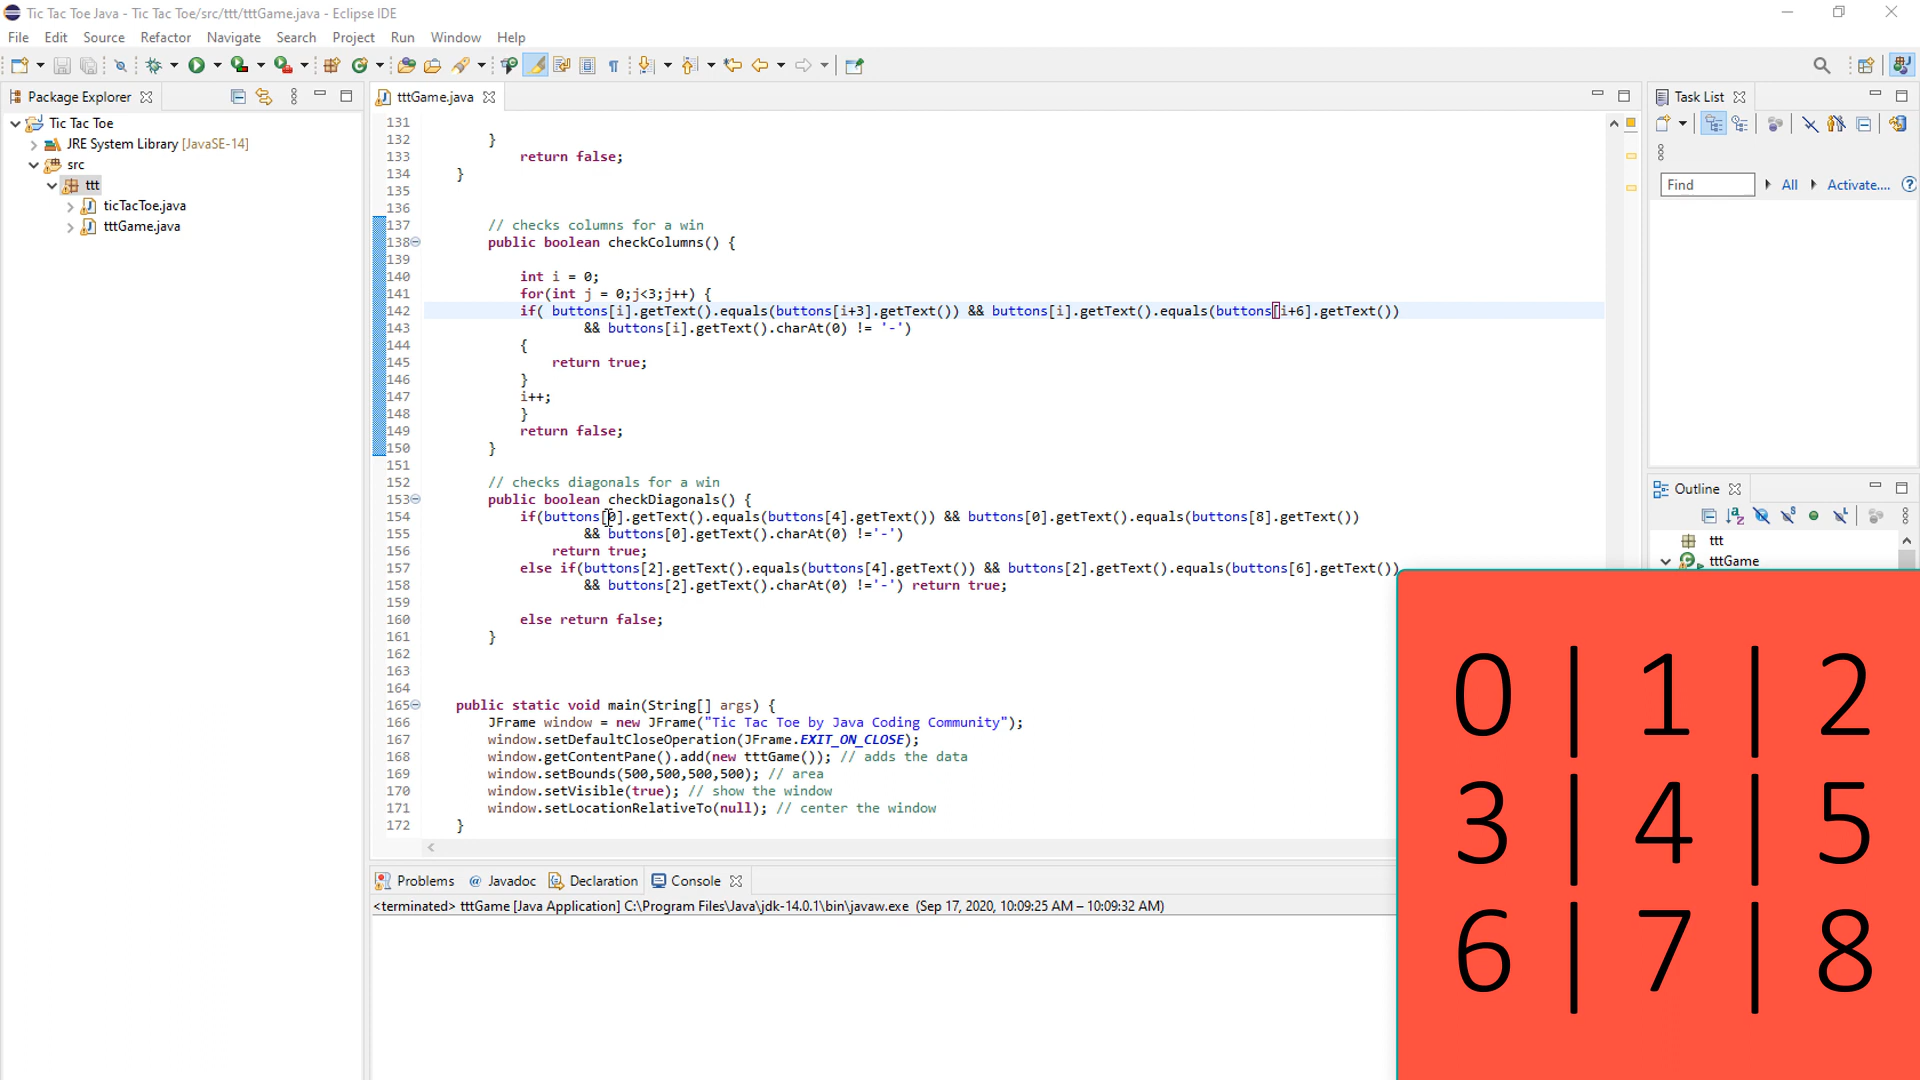 Tic Tac Toe Java - Tic Tac Toe/src/ttt/tttGame.java - Eclipse IDE
File Edit Source Refactor Navigate Search Project Run Window Help
Package Explorer
Tic Tac Toe
JRE System Library [JavaSE-14]
src
ttt
ticTacToe.java
tttGame.java
tttGame.java
131
132 }
133 return false;
134 }
135
136
137 // checks columns for a win
138 public boolean checkColumns() {
139
140 int i = 0;
141 for(int j = 0;j<3;j++) {
142 if( buttons[i].getText().equals(buttons[i+3].getText()) && buttons[i].getText().equals(buttons[i+6].getText())
143 && buttons[i].getText().charAt(0) != '-')
144 {
145 return true;
146 }
147 i++;
148 }
149 return false;
150 }
151
152 // checks diagonals for a win
153 public boolean checkDiagonals() {
154 if(buttons[0].getText().equals(buttons[4].getText()) && buttons[0].getText().equals(buttons[8].getText())
155 && buttons[0].getText().charAt(0) !='-')
156 return true;
157 else if(buttons[2].getText().equals(buttons[4].getText()) && buttons[2].getText().equals(buttons[6].getText())
158 && buttons[2].getText().charAt(0) !='-') return true;
159
160 else return false;
161 }
162
163
164
165 public static void main(String[] args) {
166 JFrame window = new JFrame("Tic Tac Toe by Java Coding Community");
167 window.setDefaultCloseOperation(JFrame.EXIT_ON_CLOSE);
168 window.getContentPane().add(new tttGame()); // adds the data
169 window.setBounds(500,500,500,500); // area
170 window.setVisible(true); // show the window
171 window.setLocationRelativeTo(null); // center the window
172 }
Problems @ Javadoc Declaration Console
<terminated> tttGame [Java Application] C:\Program Files\Java\jdk-14.0.1\bin\javaw.exe (Sep 17, 2020, 10:09:25 AM – 10:09:32 AM)
Task List
Find All Activate....
Outline
ttt
tttGame
0 | 1 | 2
3 | 4 | 5
6 | 7 | 8